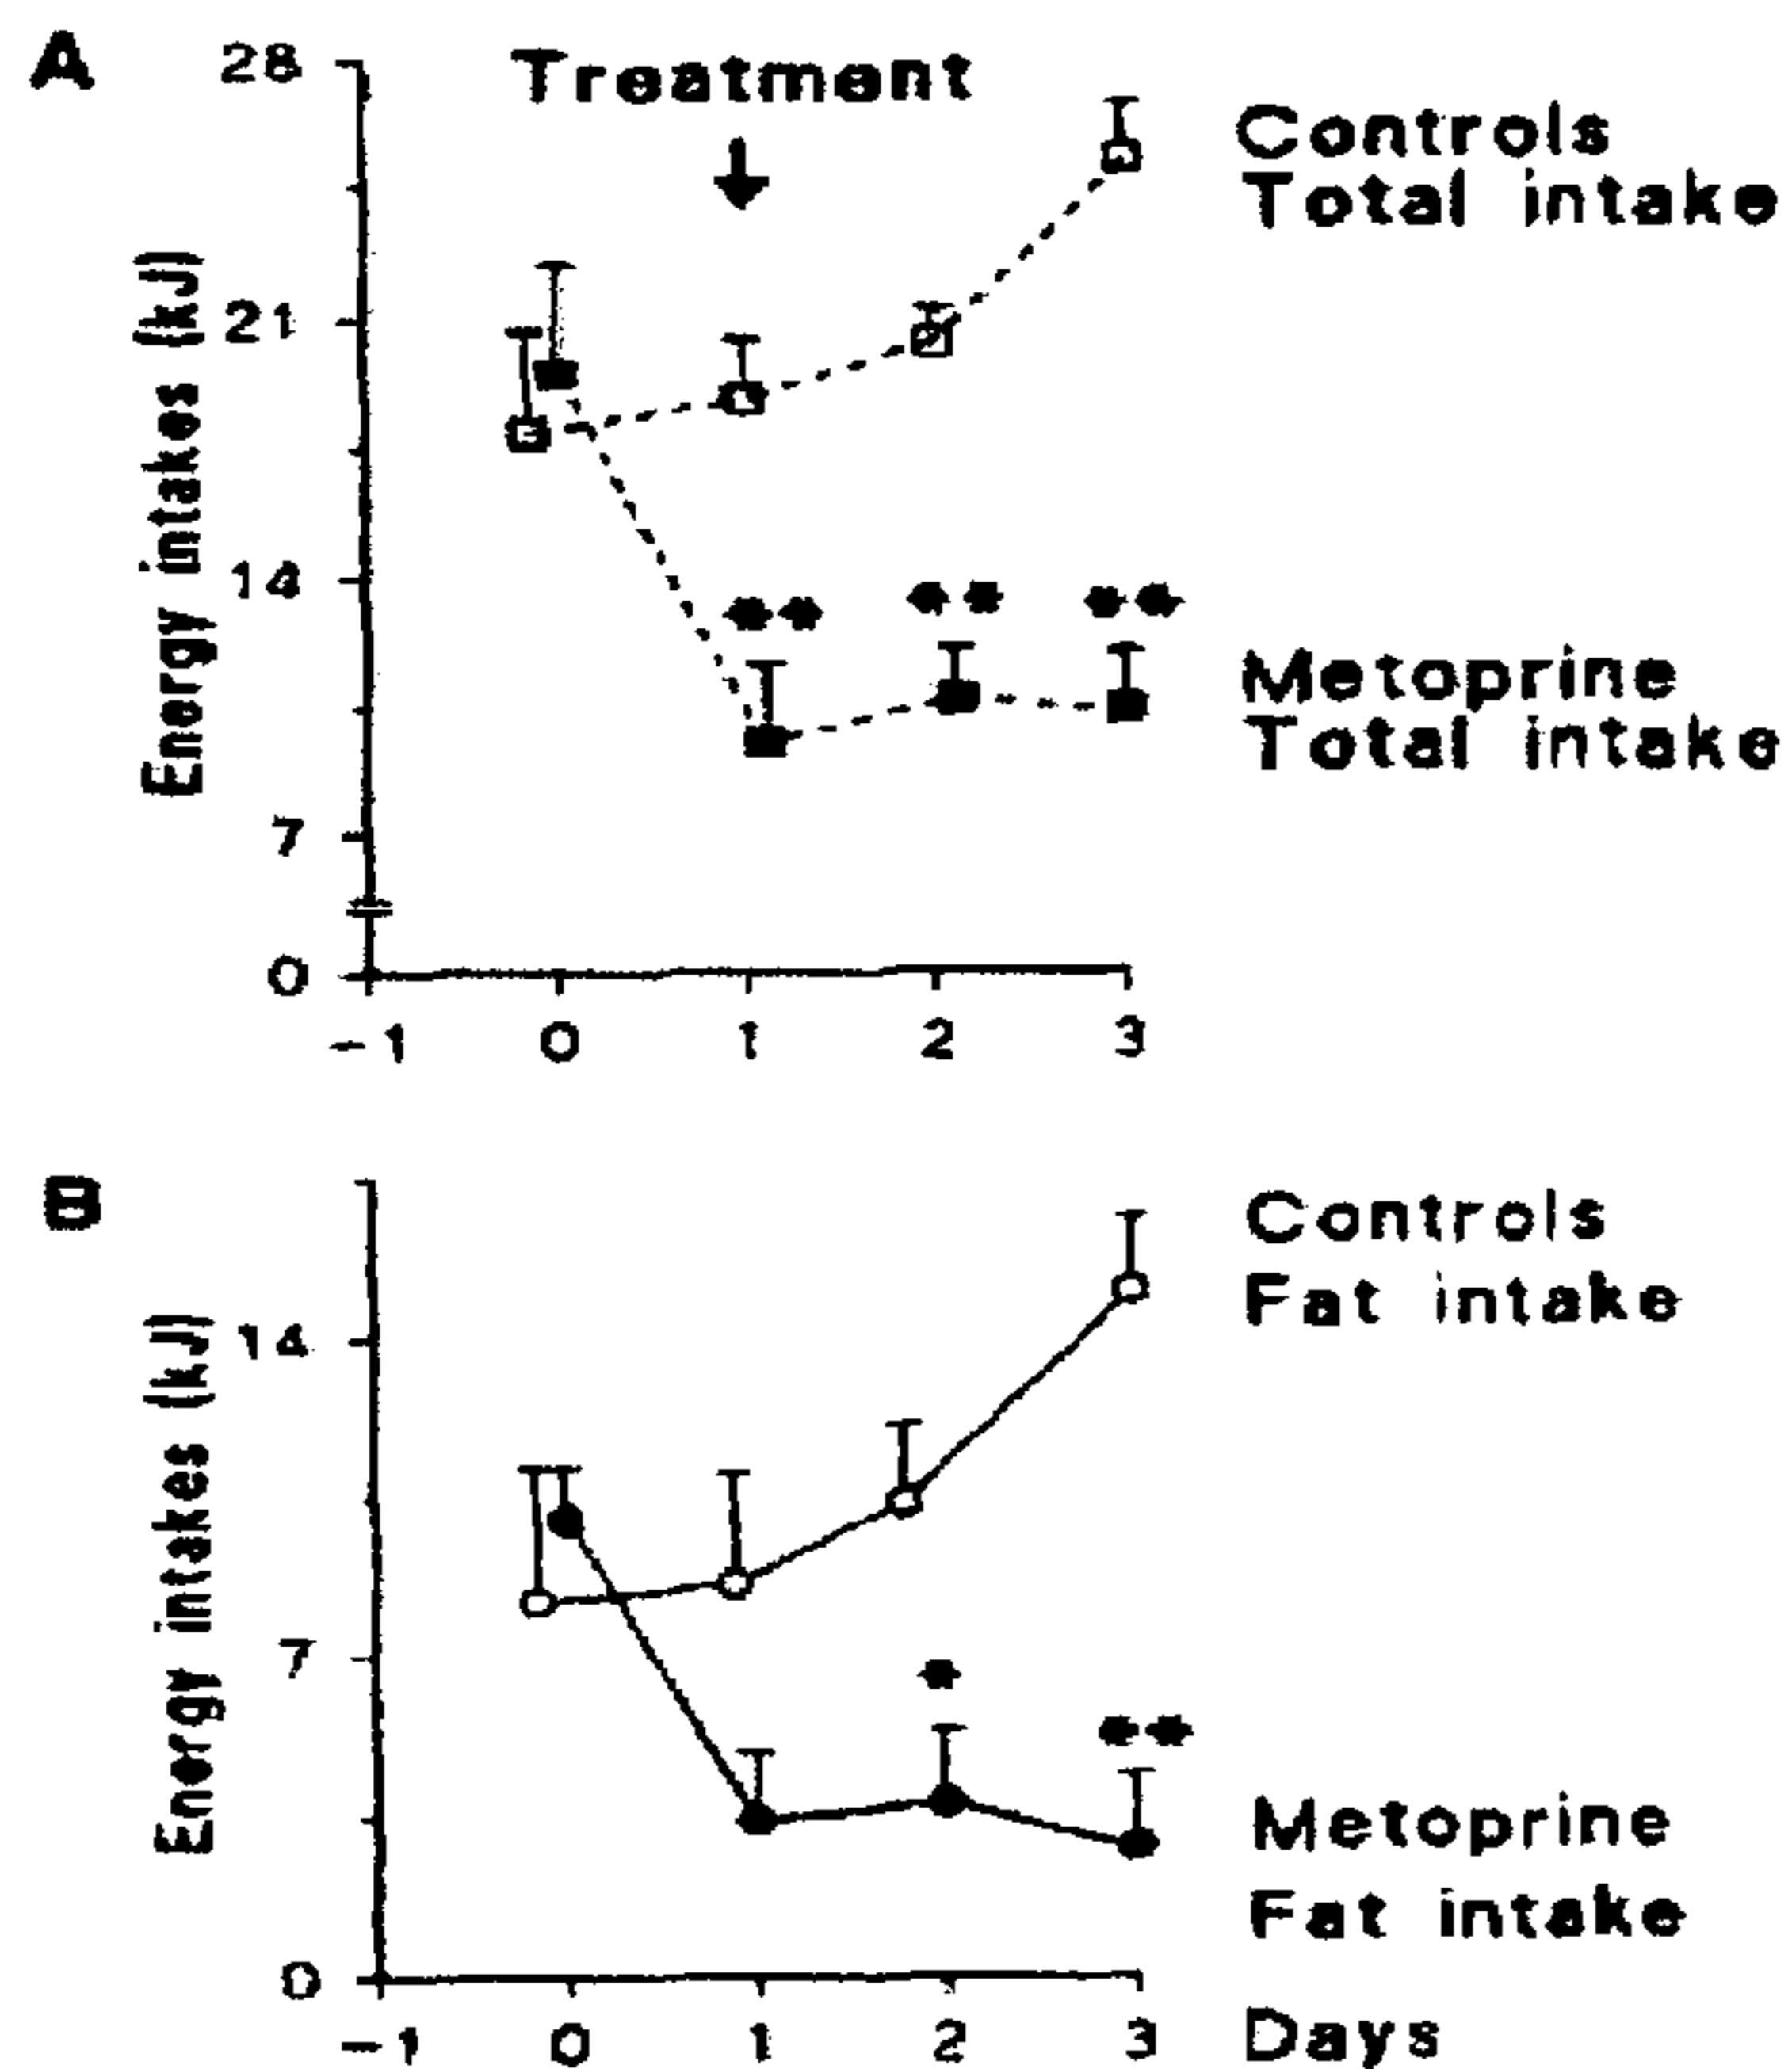 A
28
Treatment
Controls
Total intake
21
14
Metoprine
Total intake
7
0
-1 0 1 2 3
Energy intakes (kJ)
B
Controls
Fat intake
14
7
Metoprine
Fat intake
0
-1 0 1 2 3 Days
Energy intakes (kJ)